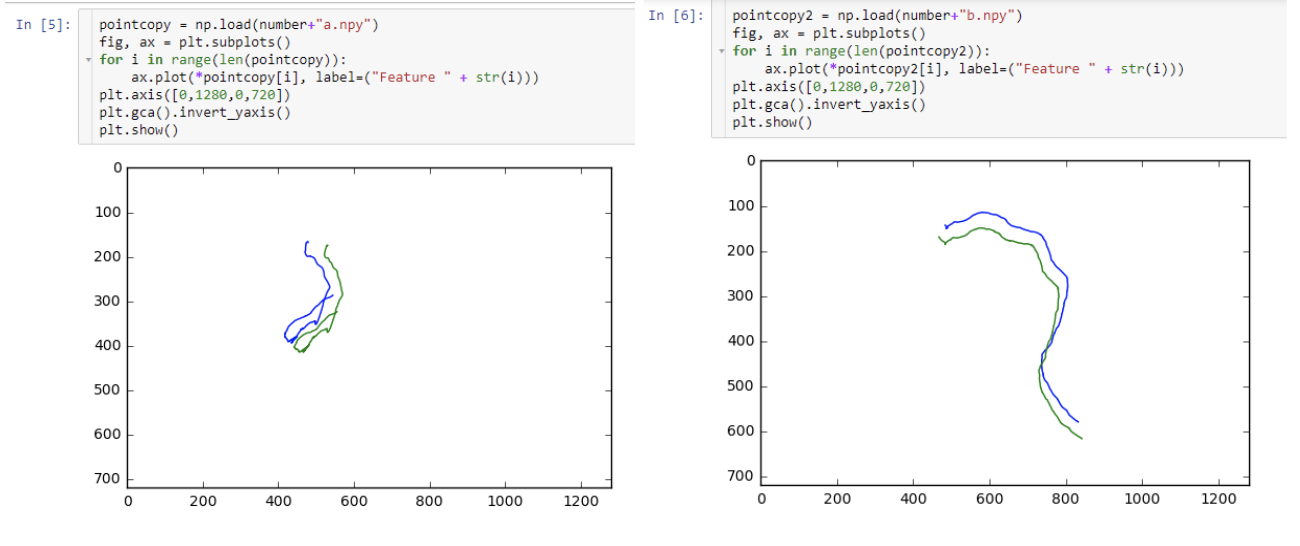 In [5]:
pointcopy = np.load(number+"a.npy")
fig, ax = plt.subplots()
for i in range(len(pointcopy)):
    ax.plot(*pointcopy[i], label=("Feature " + str(i)))
plt.axis([0,1280,0,720])
plt.gca().invert_yaxis()
plt.show()
0
100
200
300
400
500
600
700
0 200 400 600 800 1000 1200
In [6]:
pointcopy2 = np.load(number+"b.npy")
fig, ax = plt.subplots()
for i in range(len(pointcopy2)):
    ax.plot(*pointcopy2[i], label=("Feature " + str(i)))
plt.axis([0,1280,0,720])
plt.gca().invert_yaxis()
plt.show()
0
100
200
300
400
500
600
700
0 200 400 600 800 1000 1200